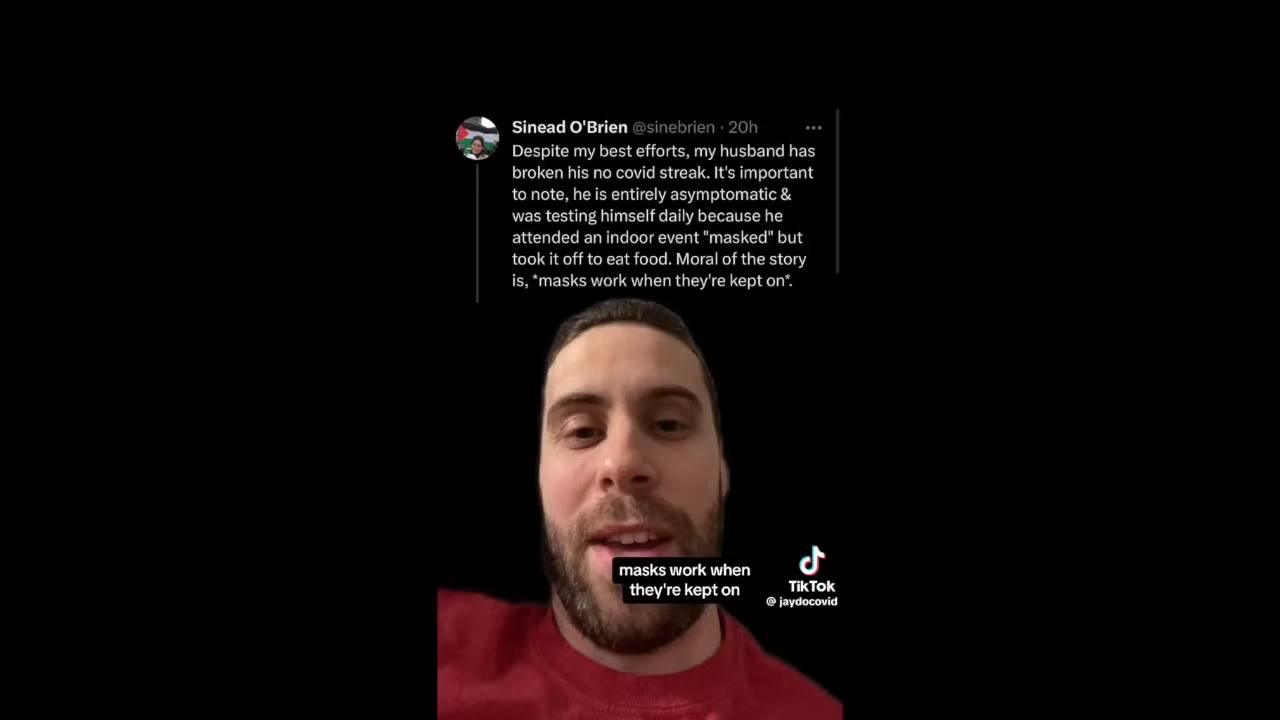 Sinead O'Brien @sinebrien · 20h ...
Despite my best efforts, my husband has
broken his no covid streak. It's important
to note, he is entirely asymptomatic &
was testing himself daily because he
attended an indoor event "masked" but
took it off to eat food. Moral of the story
is, *masks work when they're kept on*.
masks work when
they're kept on
TikTok
@ jaydocovid